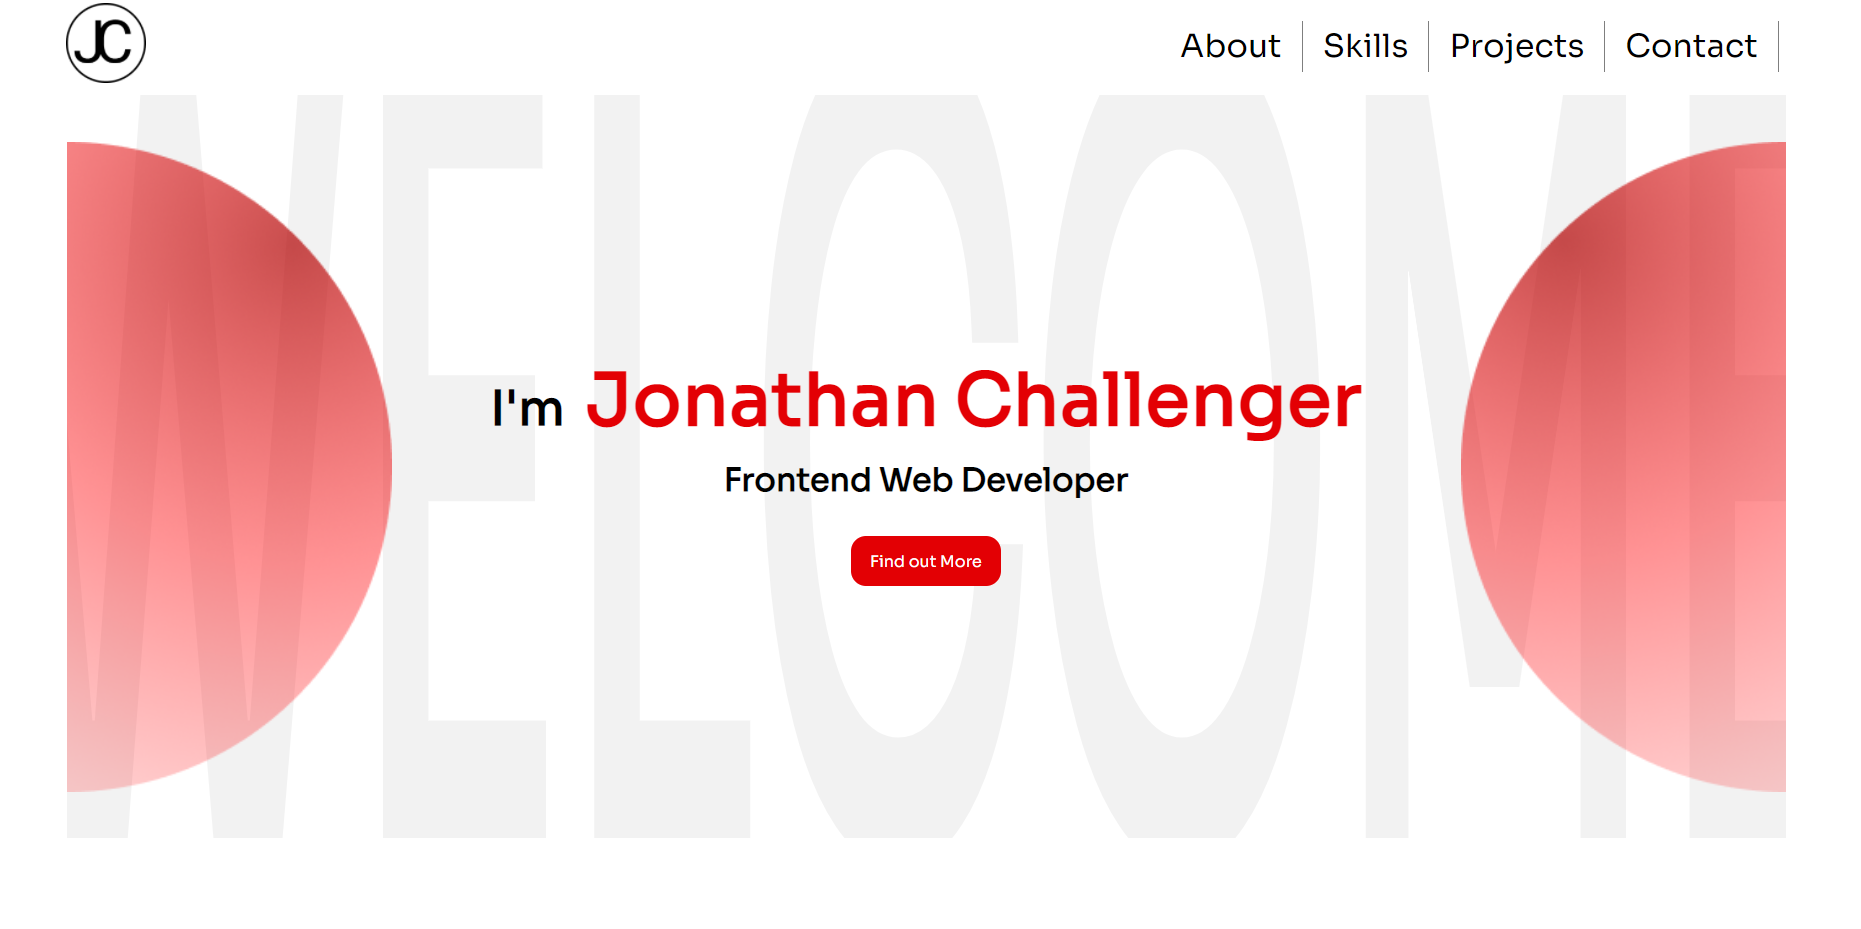 JC
About
Skills
Projects
Contact
WELCOME
I'm Jonathan Challenger
Frontend Web Developer
Find out More